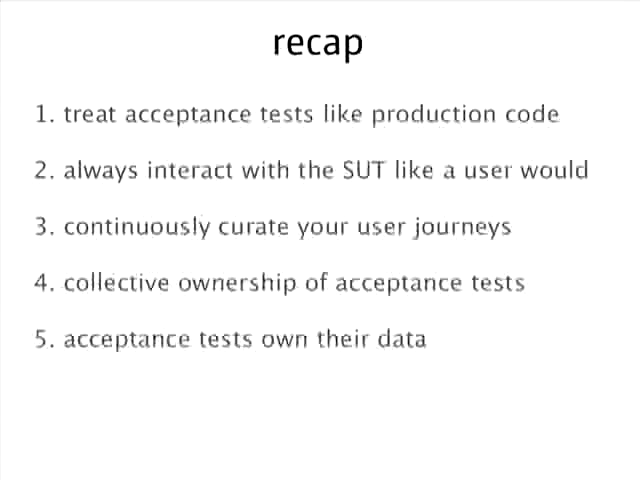 recap
1. treat acceptance tests like production code
2. always interact with the SUT like a user would
3. continuously curate your user journeys
4. collective ownership of acceptance tests
5. acceptance tests own their data